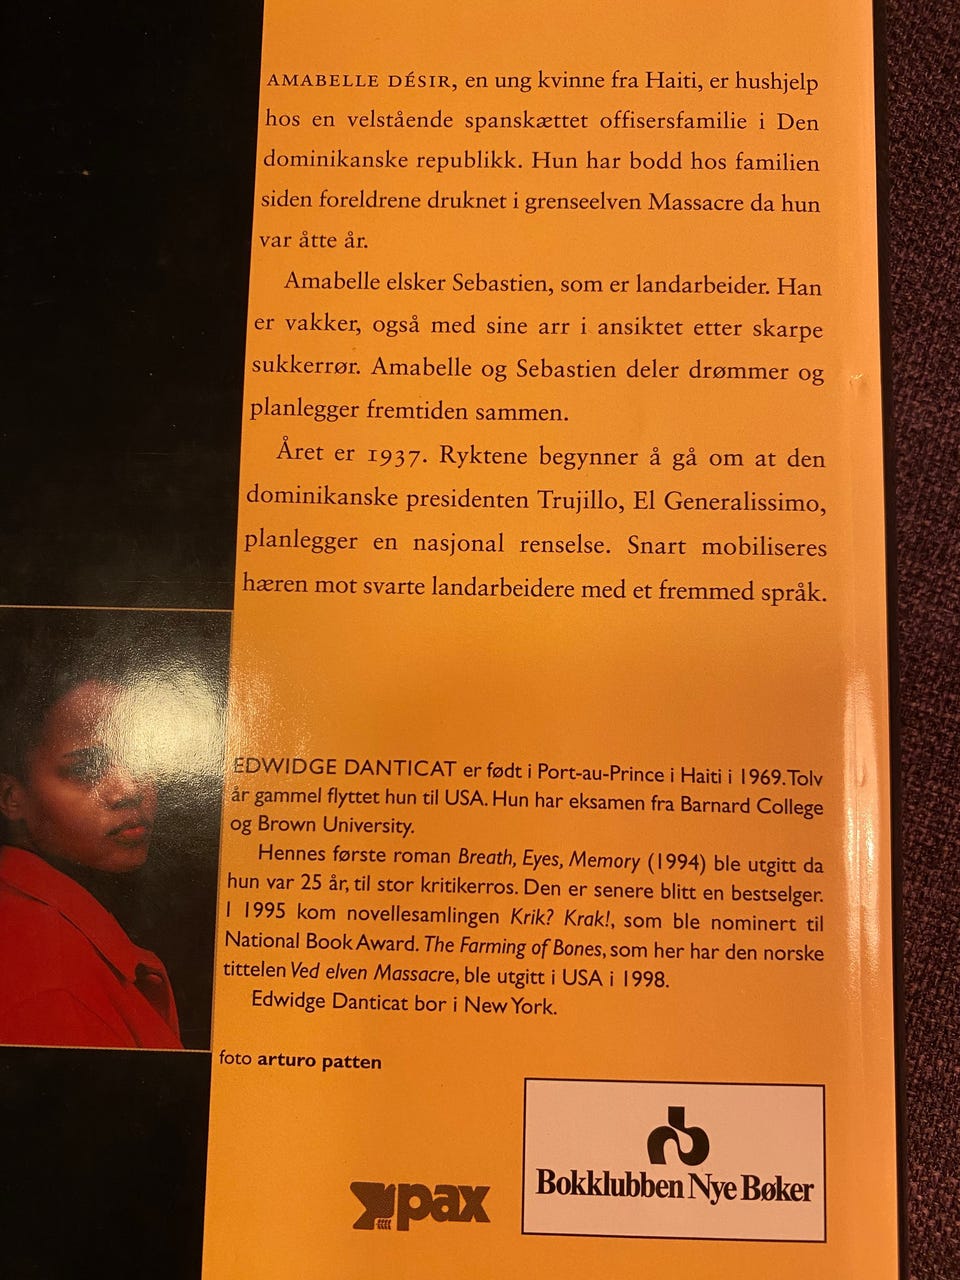 AMABELLE DÉSIR, en ung kvinne fra Haiti, er hushjelp
hos en velstående spanskættet offisersfamilie i Den
dominikanske republikk. Hun har bodd hos familien
siden foreldrene druknet i grenseelven Massacre da hun
var åtte år.
Amabelle elsker Sebastien, som er landarbeider. Han
er vakker, også med sine arr i ansiktet etter skarpe
sukkerrør. Amabelle og Sebastien deler drømmer og
planlegger fremtiden sammen.
Året er 1937. Ryktene begynner å gå om at den
dominikanske presidenten Trujillo, El Generalissimo,
planlegger en nasjonal renselse. Snart mobiliseres
hæren mot svarte landarbeidere med et fremmed språk.
EDWIDGE DANTICAT er født i Port-au-Prince i Haiti i 1969. Tolv
år gammel flyttet hun til USA. Hun har eksamen fra Barnard College
og Brown University.
Hennes første roman Breath, Eyes, Memory (1994) ble utgitt da
hun var 25 år, til stor kritikerros. Den er senere blitt en bestselger.
I 1995 kom novellesamlingen Krik? Krak!, som ble nominert til
National Book Award. The Farming of Bones, som her har den norske
tittelen Ved elven Massacre, ble utgitt i USA i 1998.
Edwidge Danticat bor i New York.
foto arturo patten
pax
Bokklubben Nye Bøker